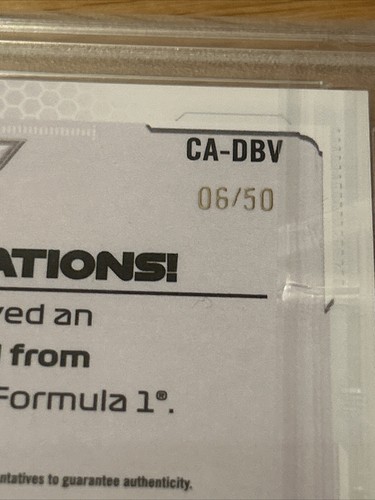 CA-DBV
06/50
ATIONS!
ved an
from
Formula 1®.
ntatives to guarantee authenticity.